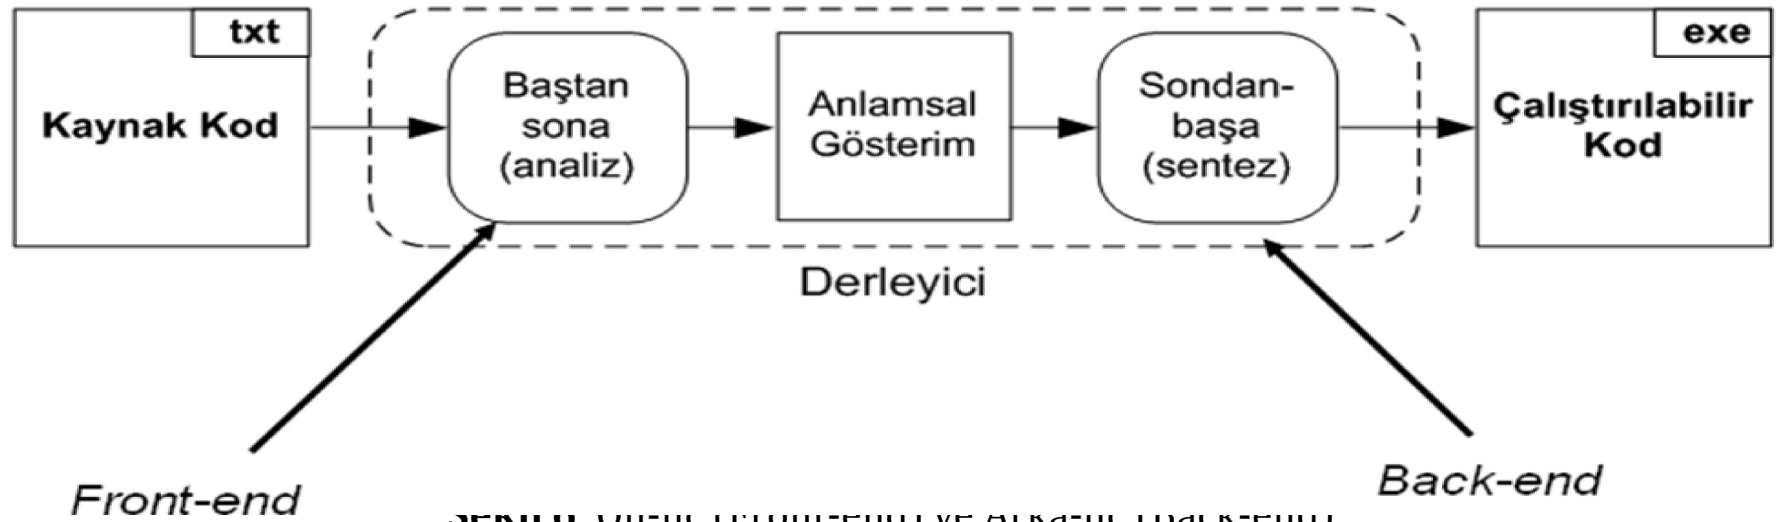 txt
Kaynak Kod
Baştan
sona
(analiz)
Anlamsal
Gösterim
Sondan-
başa
(sentez)
exe
Çalıştırılabilir
Kod
Derleyici
Front-end
Back-end